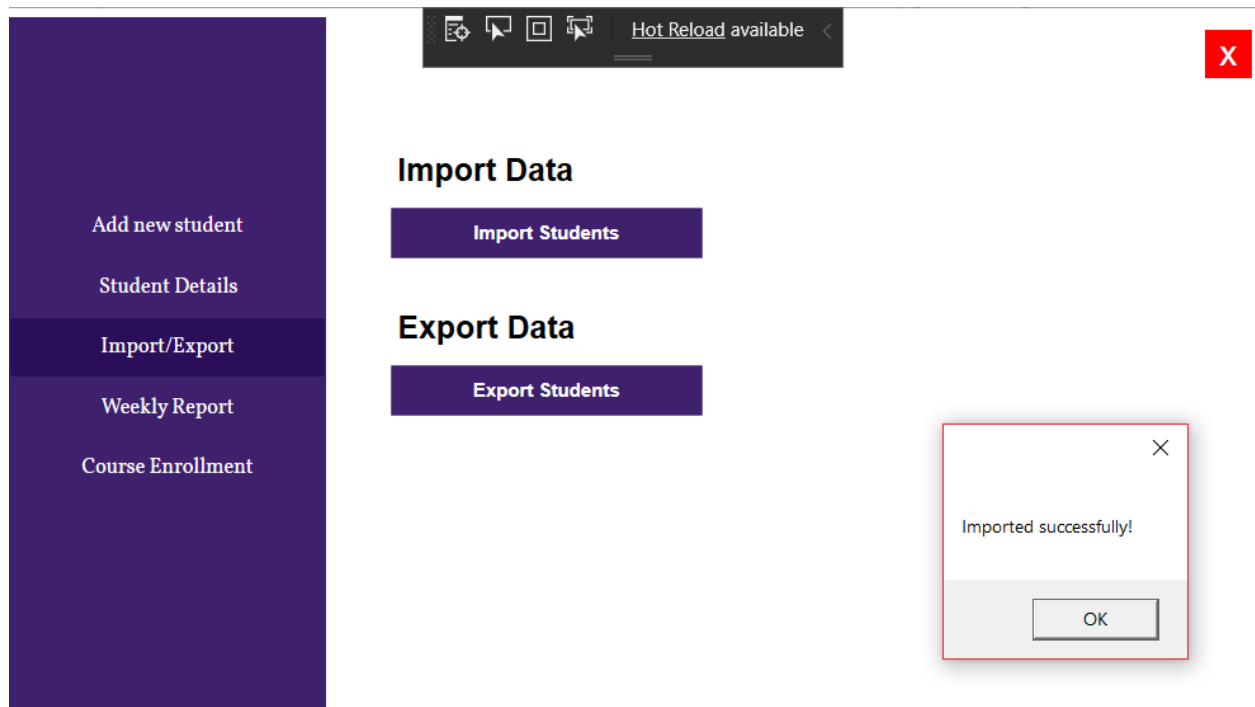 Hot Reload available
X
Add new student
Student Details
Import/Export
Weekly Report
Course Enrollment
Import Data
Import Students
Export Data
Export Students
Imported successfully!
OK